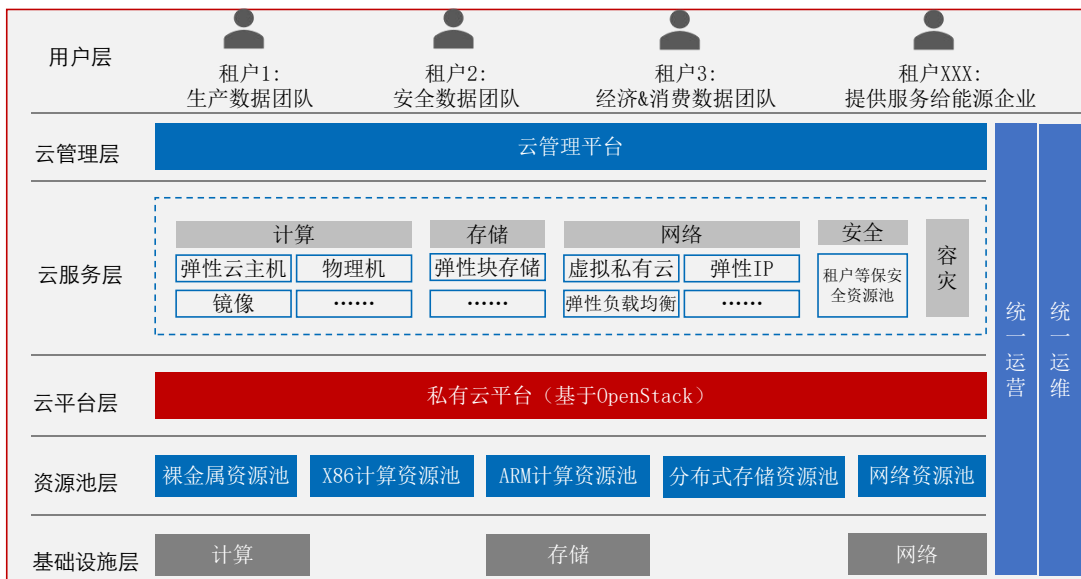 用户层
租户1:
生产数据团队
租户2:
安全数据团队
租户3:
经济&消费数据团队
租户XXX:
提供服务给能源企业
云管理层
云管理平台
云服务层
计算
弹性云主机
物理机
镜像
······
存储
弹性块存储
······
网络
虚拟私有云
弹性IP
弹性负载均衡
······
安全
租户等保安
全资源池
容灾
云平台层
私有云平台（基于OpenStack）
资源池层
裸金属资源池
X86计算资源池
ARM计算资源池
分布式存储资源池
网络资源池
基础设施层
计算
存储
网络
统一运营
统一运维